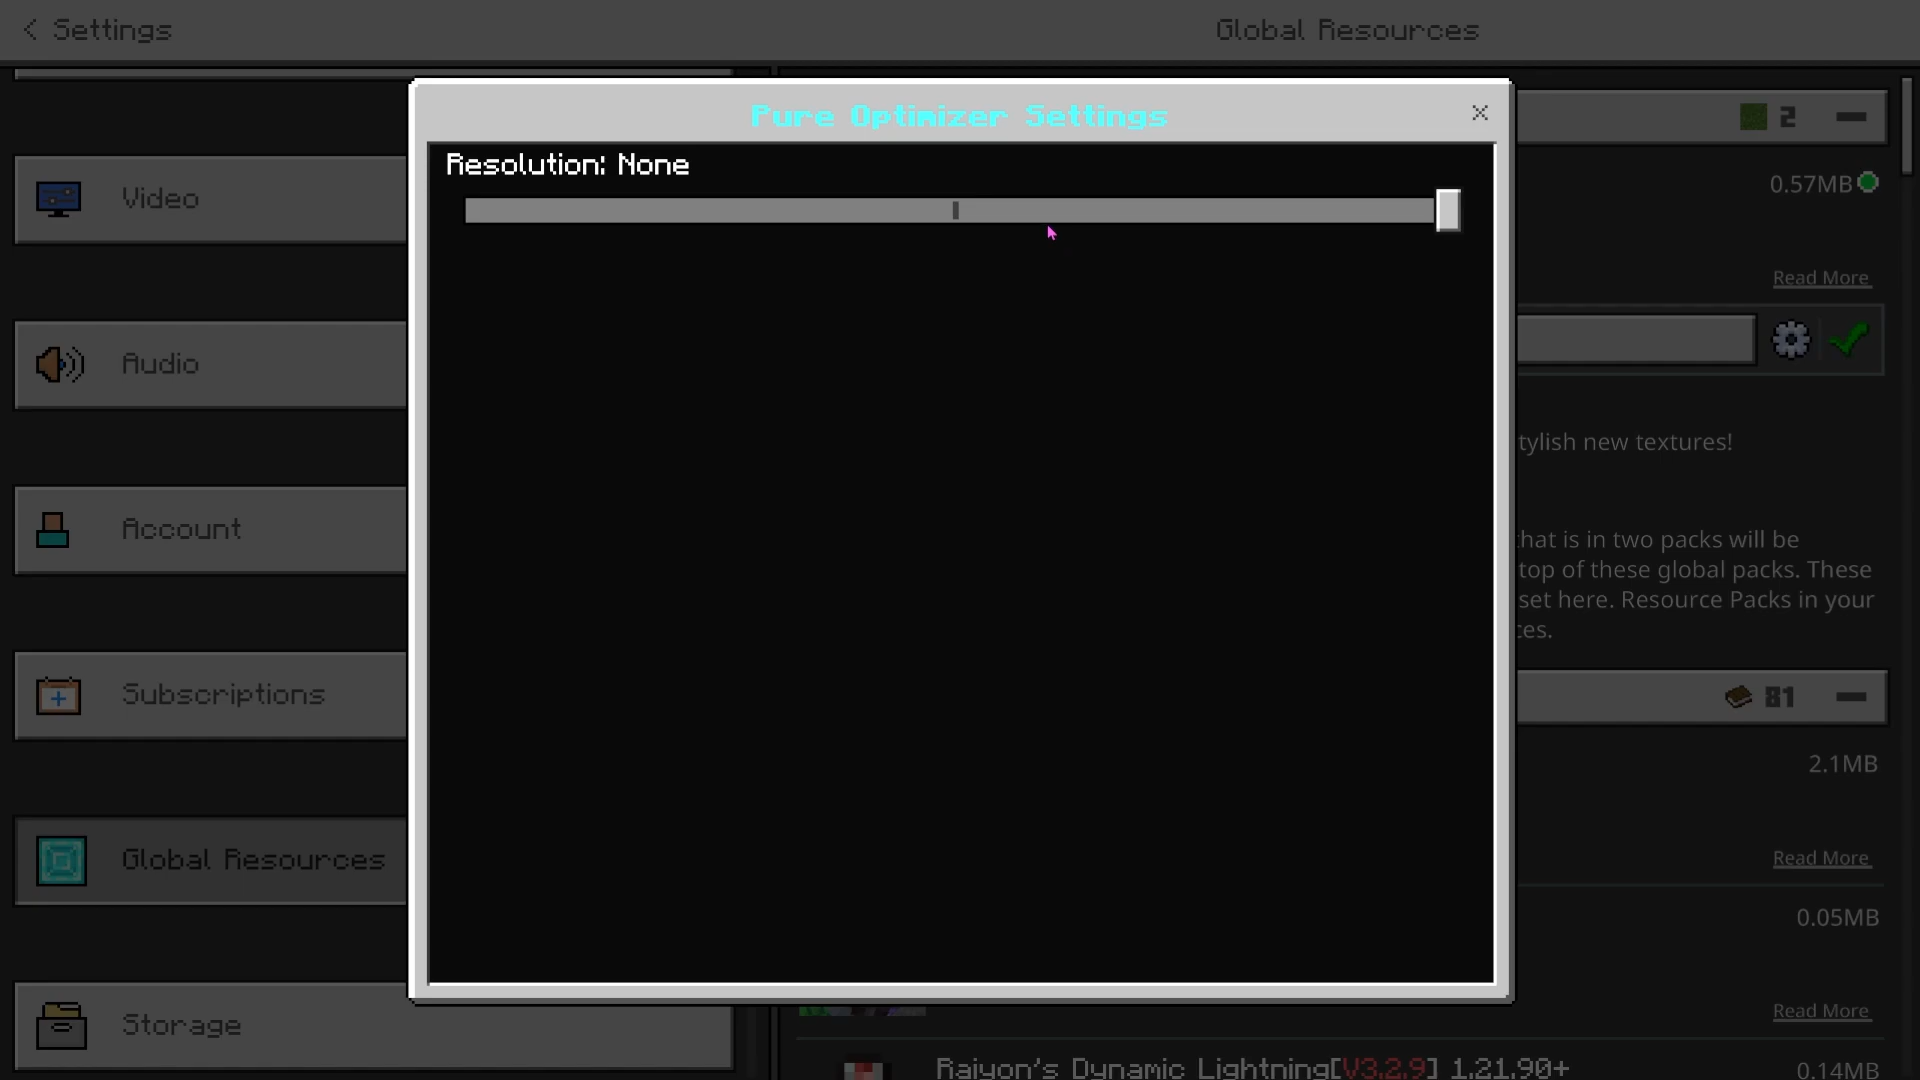 Settings
Global Resources
Pure Optimizer Settings
2
Resolution: None
0.57MB
Video
Read More
Audio
tylish new textures!
Account
that is in two packs will be
top of these global packs. These
set here. Resource Packs in your
ces.
Subscriptions
81
2.1MB
Global Resources
Read More
0.05MB
Storage
Read More
Raiyon's Dynamic Lightning[V3.2.9] 1.21.90+
0.14MB